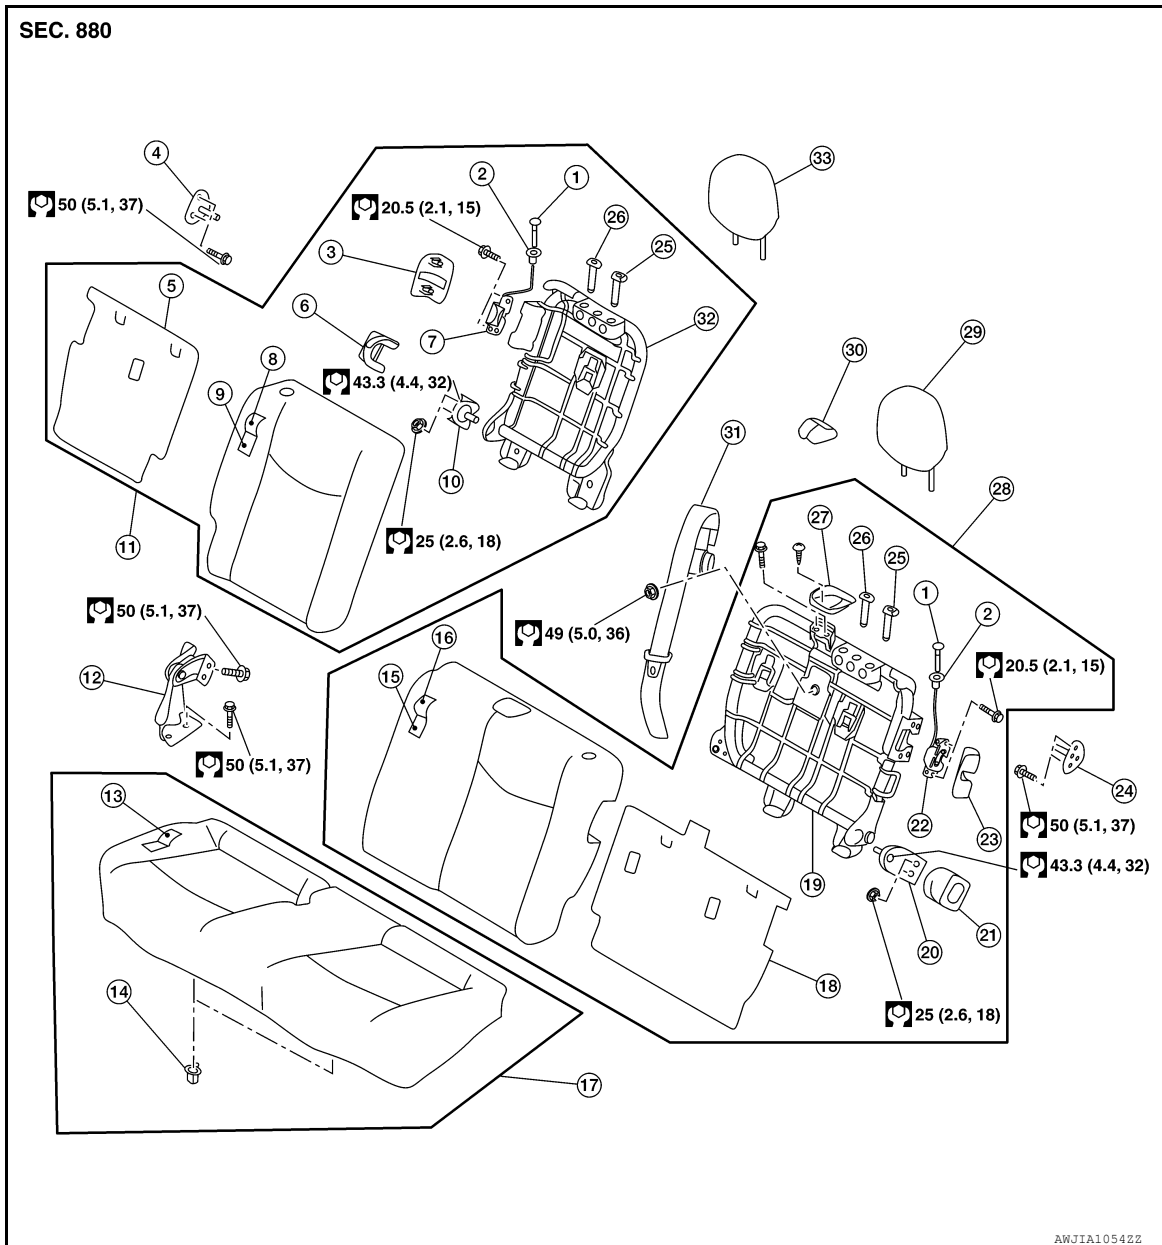 SEC. 880
4
50 (5.1, 37)
2
1
20.5 (2.1, 15)
26
25
33
3
5
6
7
32
8
9
43.3 (4.4, 32)
10
29
30
31
11
25 (2.6, 18)
28
27
26
25
49 (5.0, 36)
50 (5.1, 37)
12
16
15
1
2
20.5 (2.1, 15)
50 (5.1, 37)
13
24
22
23
50 (5.1, 37)
19
43.3 (4.4, 32)
20
21
14
18
25 (2.6, 18)
17
AWJIA1054ZZ